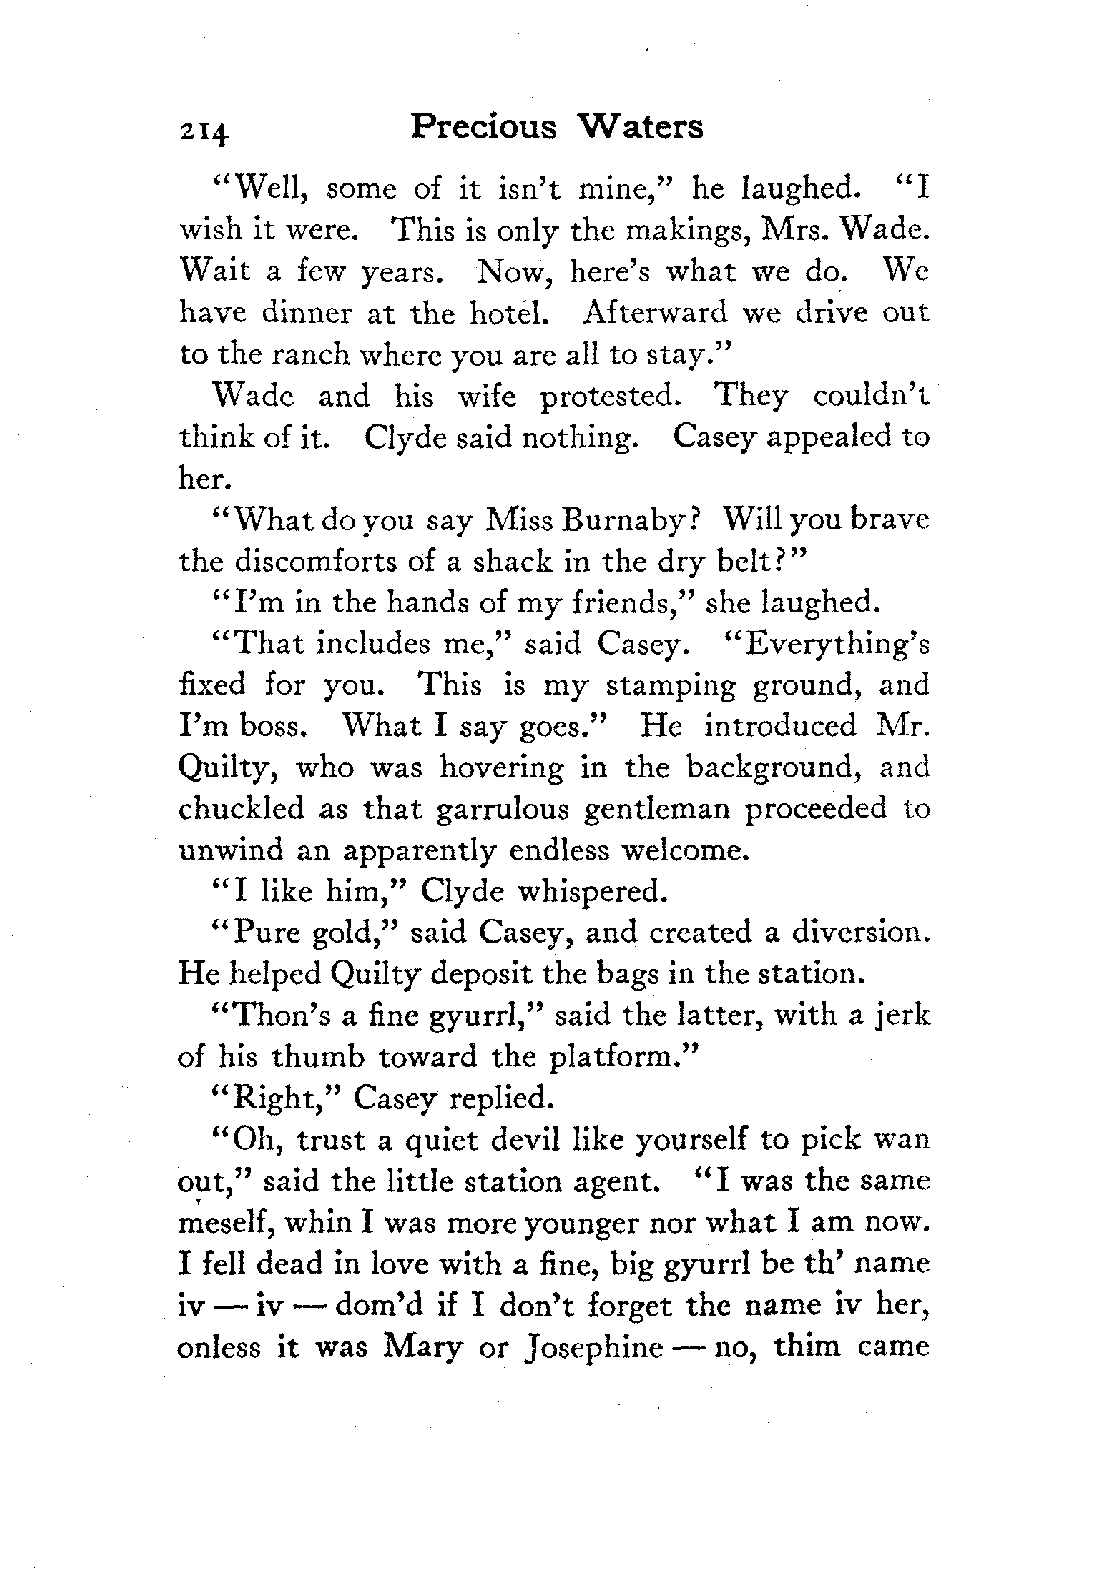 214 Precious Waters
"Well, some of it isn't mine," he laughed. "I
wish it were. This is only the makings, Mrs. Wade.
Wait a few years. Now, here's what we do. We
have dinner at the hotel. Afterward we drive out
to the ranch where you are all to stay."
Wade and his wife protested. They couldn't
think of it. Clyde said nothing. Casey appealed to
her.
"What do you say Miss Burnaby? Will you brave
the discomforts of a shack in the dry belt?"
"I'm in the hands of my friends," she laughed.
"That includes me," said Casey. "Everything's
fixed for you. This is my stamping ground, and
I'm boss. What I say goes." He introduced Mr.
Quilty, who was hovering in the background, and
chuckled as that garrulous gentleman proceeded to
unwind an apparently endless welcome.
"I like him," Clyde whispered.
"Pure gold," said Casey, and created a diversion.
He helped Quilty deposit the bags in the station.
"Thon's a fine gyurrl," said the latter, with a jerk
of his thumb toward the platform."
"Right," Casey replied.
"Oh, trust a quiet devil like yourself to pick wan
out," said the little station agent. "I was the same
meself, whin I was more younger nor what I am now.
I fell dead in love with a fine, big gyurrl be th' name
iv — iv — dom'd if I don't forget the name iv her,
onless it was Mary or Josephine — no, thim came